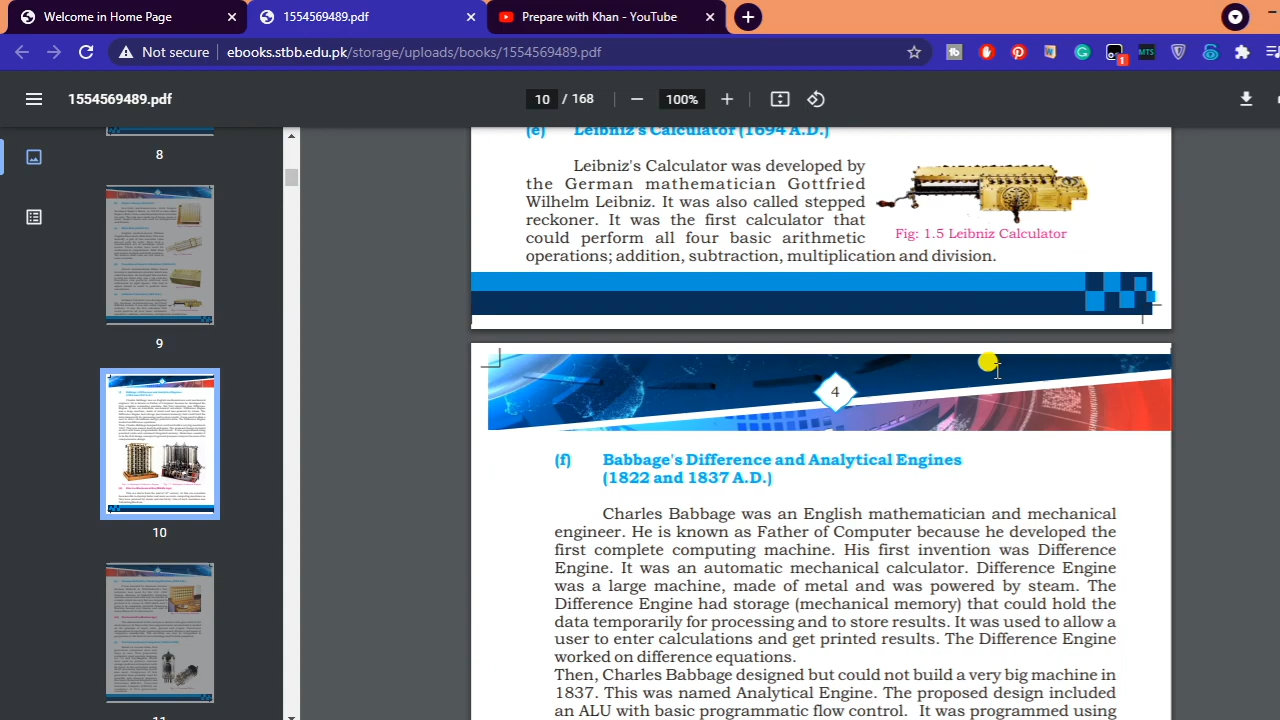 Welcome in Home Page
1554569489.pdf
Prepare with Khan - YouTube
Not secure
ebooks.stbb.edu.pk/storage/uploads/books/1554569489.pdf
1
MTS
1554569489.pdf
10 / 168
100%
8
9
10
11
(e) Leibniz's Calculator (1694 A.D.)
Leibniz's Calculator was developed by
the German mathematician Gottfried
Wilhelm Leibniz. It was also called stepped
reckoner. It was the first calculator that
could perform all four basic arithmetic
operations, addition, subtraction, multiplication and division.
Fig: 1.5 Leibniz Calculator
(f) Babbage's Difference and Analytical Engines
(1822 and 1837 A.D.)
Charles Babbage was an English mathematician and mechanical
engineer. He is known as Father of Computer because he developed the
first complete computing machine. His first invention was Difference
Engine. It was an automatic mechanical calculator. Difference Engine
was a large machine, made of metal and was powered by steam. The
Difference Engine had storage (mechanical memory) that could hold the
data temporarily for processing and to store results. It was used to allow a
user to enter calculations and get printed results. The Difference Engine
worked on difference equations.
Then, Charles Babbage designed but could not build a very big machine in
1837. This was named Analytical Engine. The proposed design included
an ALU with basic programmatic flow control. It was programmed using